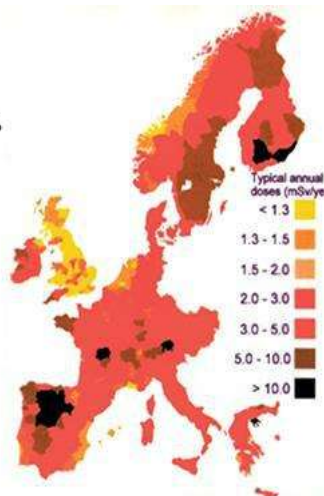 Typical annual
doses (mSv/ye
< 1.3
1.3 - 1.5
1.5 - 2.0
2.0 - 3.0
3.0 - 5.0
5.0 - 10.0
> 10.0